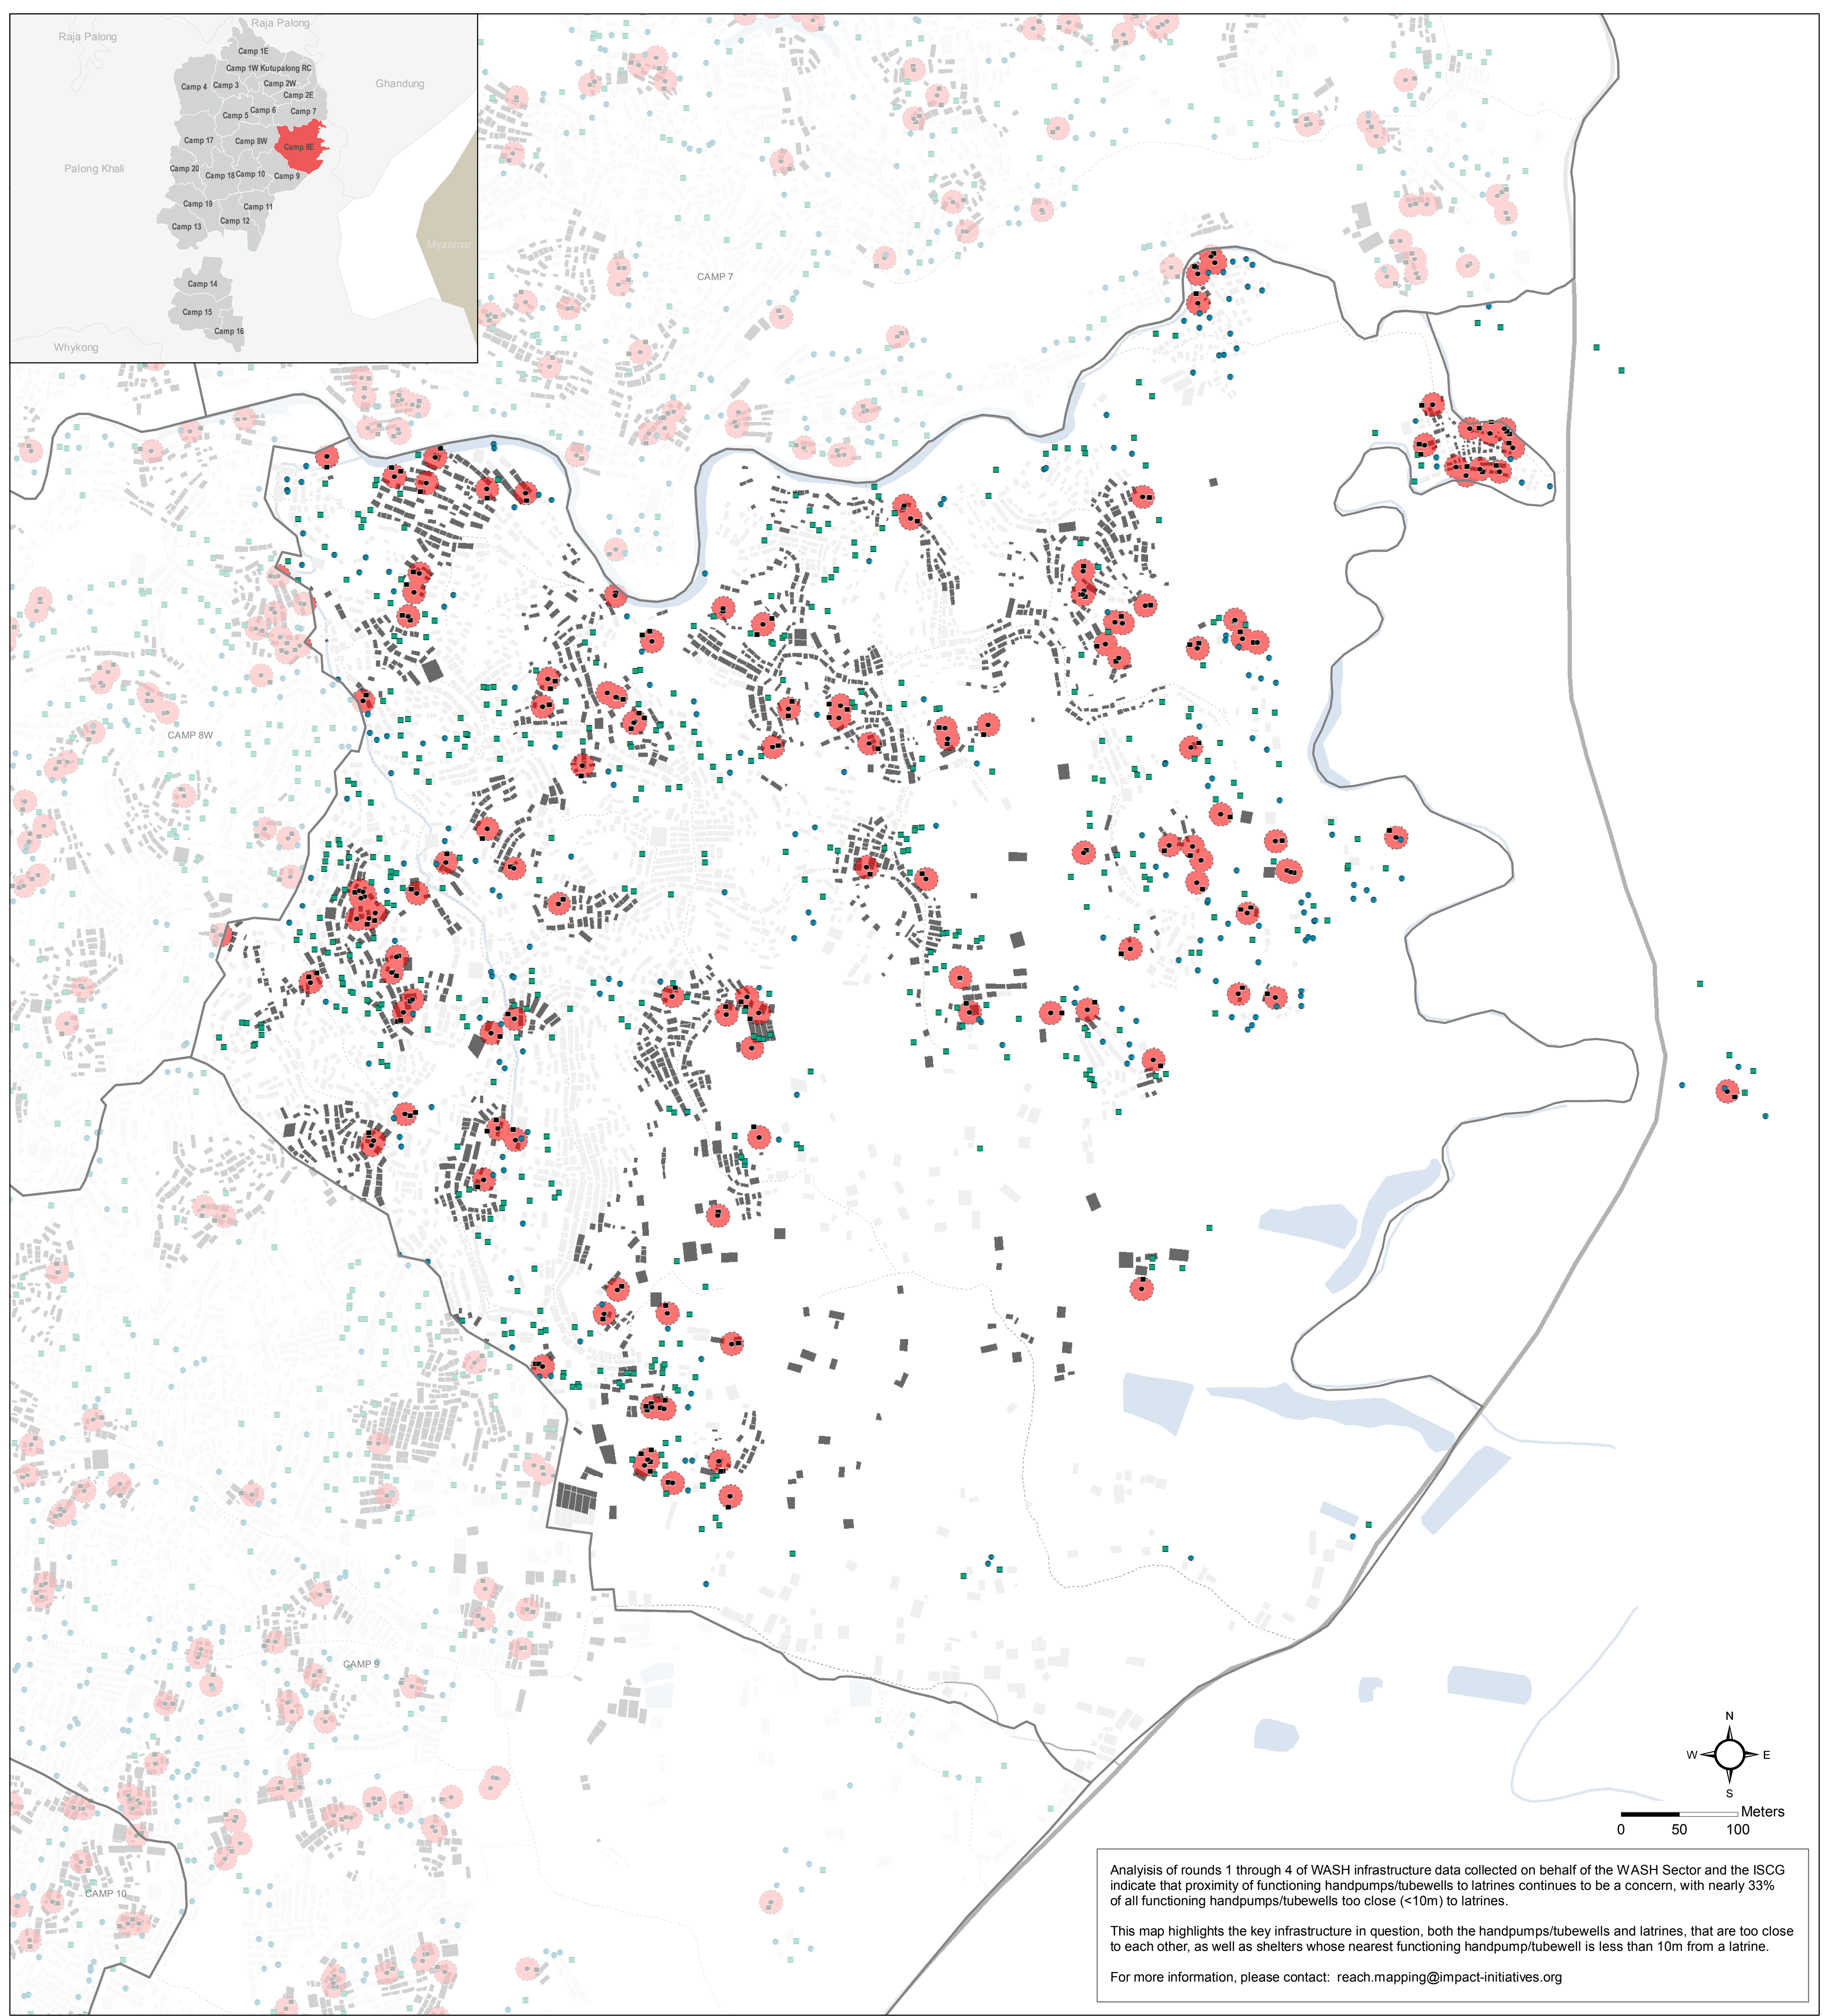 Raja Palong
Raja Palong
Camp 1E
Camp 1W
Kutupalong RC
Camp 4
Camp 3
Camp 2W
Ghandung
Camp 2E
Camp 6
Camp 7
Camp 5
Camp 17
Camp 8W
Camp 8E
Palong Khali
Camp 20
Camp 18
Camp 10
Camp 9
Camp 19
Camp 11
Camp 13
Camp 12
Myanmar
Camp 14
Camp 15
Camp 16
Whykong
CAMP 7
CAMP 8W
CAMP 9
CAMP 10
N
W
E
S
Meters
0 50 100
Analyisis of rounds 1 through 4 of WASH infrastructure data collected on behalf of the WASH Sector and the ISCG
indicate that proximity of functioning handpumps/tubewells to latrines continues to be a concern, with nearly 33%
of all functioning handpumps/tubewells too close (<10m) to latrines.
This map highlights the key infrastructure in question, both the handpumps/tubewells and latrines, that are too close
to each other, as well as shelters whose nearest functioning handpump/tubewell is less than 10m from a latrine.
For more information, please contact: reach.mapping@impact-initiatives.org